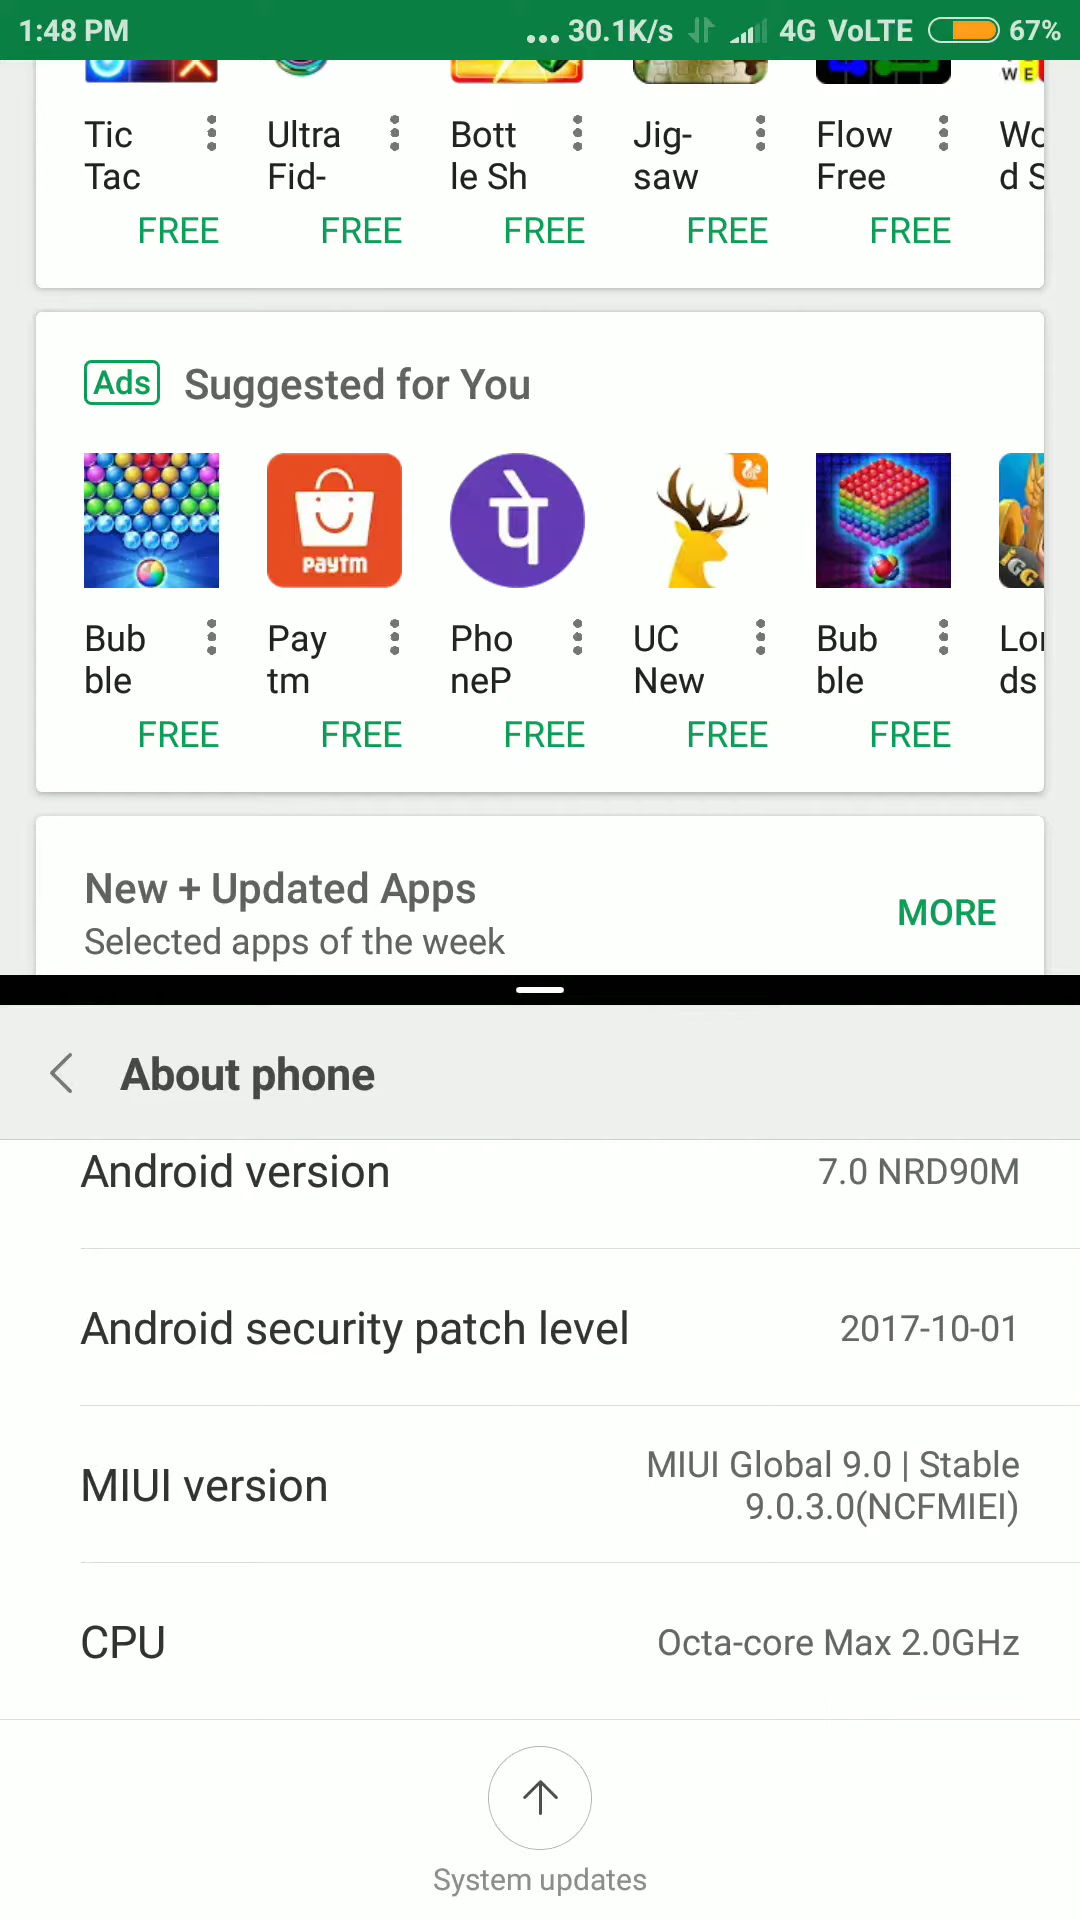 1:48 PM ... 30.1K/s 4G VoLTE 67%
W E
Tic Ultra Bott Jig- Flow
Tac Fid- le Sh saw Free d S
FREE FREE FREE FREE FREE
Ads Suggested for You
paytm पे IGG
Bub Pay Pho UC Bub
ble tm neP New ble ds
FREE FREE FREE FREE FREE
New + Updated Apps
MORE
Selected apps of the week
About phone
Android version 7.0 NRD90M
Android security patch level 2017-10-01
MIUI version MIUI Global 9.0 | Stable
9.0.3.0(NCFMIEI)
CPU Octa-core Max 2.0GHz
System updates